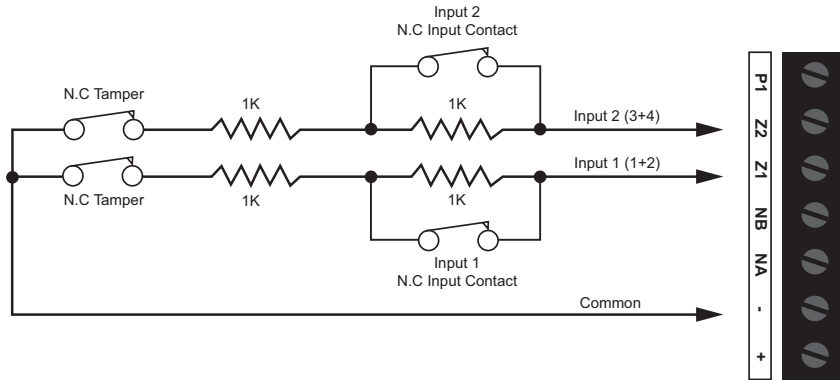 Input 2
N.C Input Contact
N.C Tamper
1K
1K
Input 2 (3+4)
Input 1 (1+2)
N.C Tamper
1K
1K
Input 1
N.C Input Contact
Common
P1
Z2
Z1
NB
NA
-
+